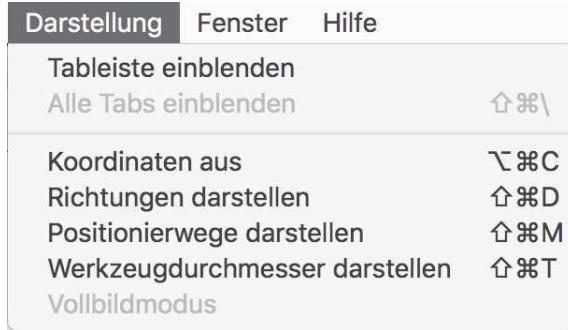 Darstellung Fenster Hilfe
Tableiste einblenden
Alle Tabs einblenden ⇧⌘\
Koordinaten aus ⌥⌘C
Richtungen darstellen ⇧⌘D
Positionierwege darstellen ⇧⌘M
Werkzeugdurchmesser darstellen ⇧⌘T
Vollbildmodus